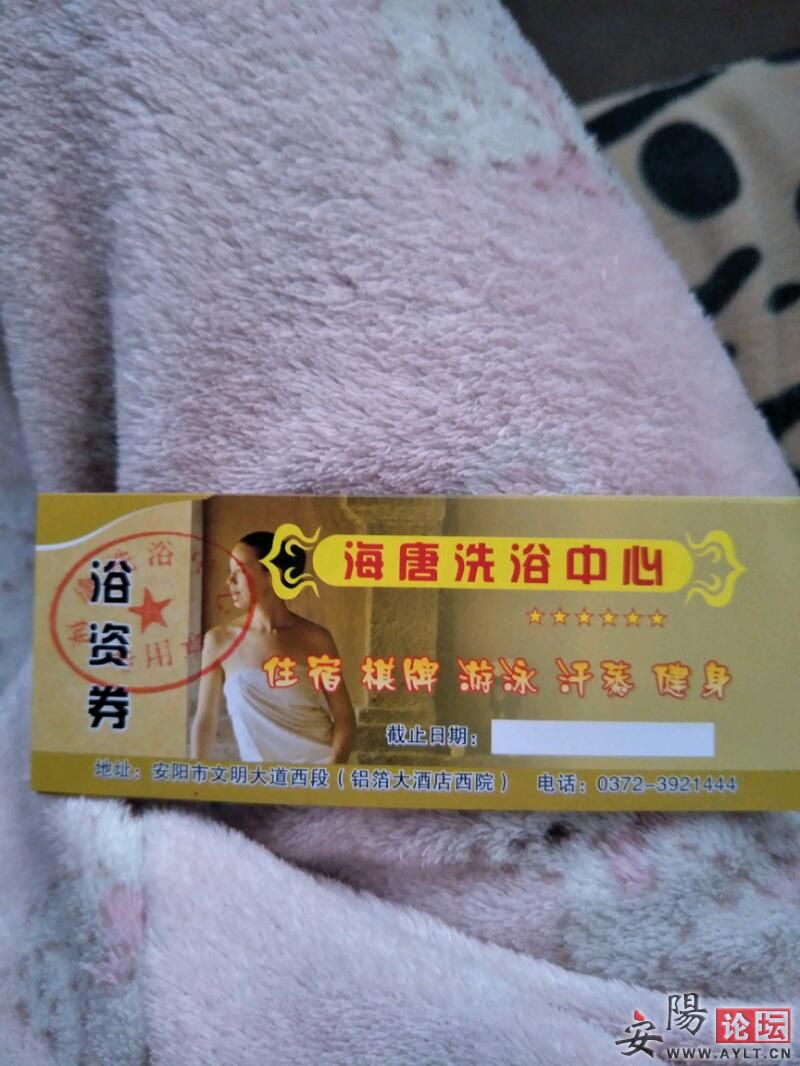 浴资券
海唐洗浴中心
住宿 棋牌 游泳 汗蒸 健身
截止日期：
地址：安阳市文明大道西段（铝箔大酒店西院） 电话：0372-3921444
安陽论坛
WWW.AYLT.CN